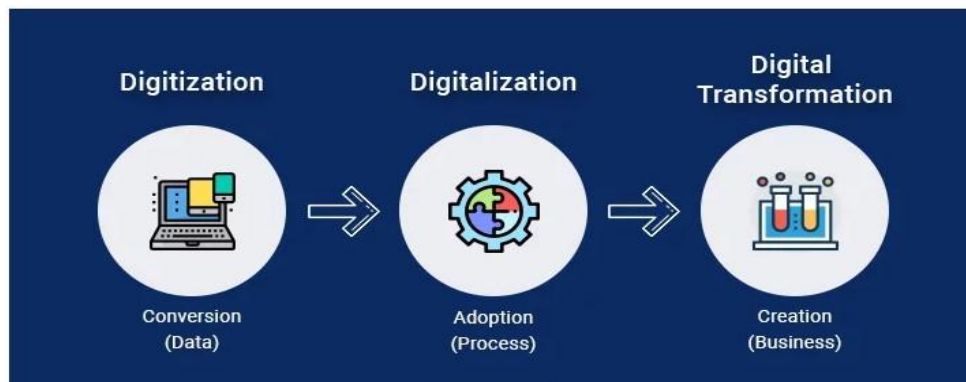 Digitization
Conversion
(Data)
Digitalization
Adoption
(Process)
Digital
Transformation
Creation
(Business)